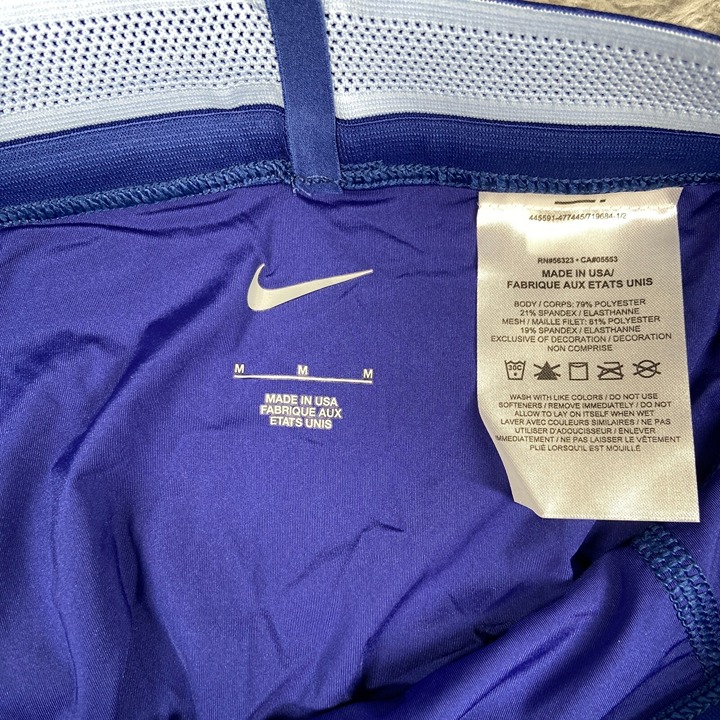 445591-477445/719684-1/2
RN#56323 • CA#05553
MADE IN USA/
FABRIQUE AUX ETATS UNIS
BODY / CORPS: 79% POLYESTER
21% SPANDEX / ELASTHANNE
MESH / MAILLE FILET: 81% POLYESTER
19% SPANDEX / ELASTHANNE
EXCLUSIVE OF DECORATION / DECORATION
NON COMPRISE
30C
WASH WITH LIKE COLORS / DO NOT USE
SOFTENERS / REMOVE IMMEDIATELY / DO NOT
ALLOW TO LAY ON ITSELF WHEN WET
LAVER AVEC COULEURS SIMILAIRES / NE PAS
UTILISER D'ADOUCISSEUR / ENLEVER
IMMEDIATEMENT / NE PAS LAISSER LE VÊTEMENT
PLIÉ LORSQU'IL EST MOUILLÉ
M M M
MADE IN USA
FABRIQUE AUX
ETATS UNIS